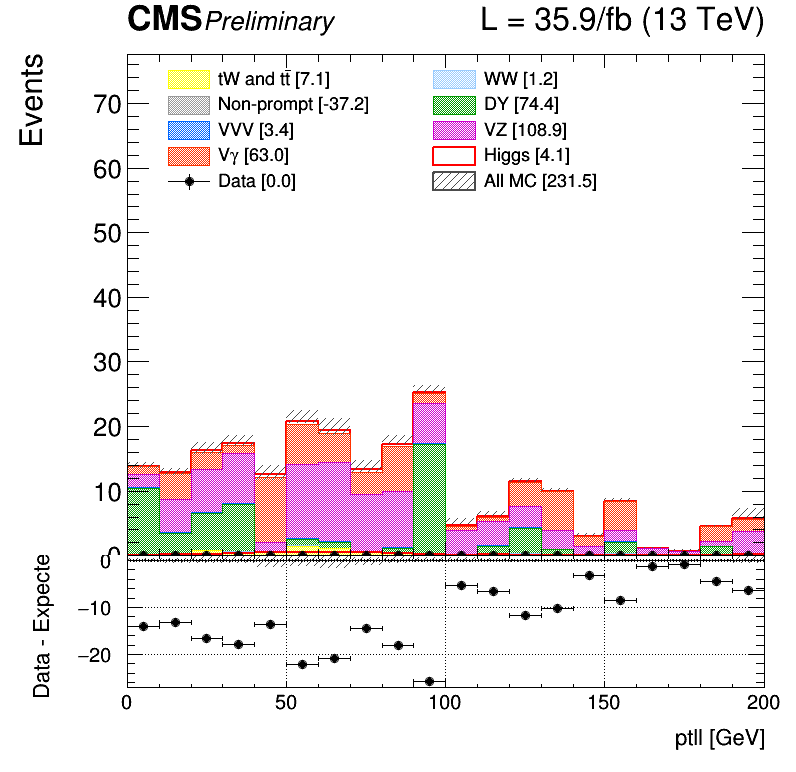 CMS Preliminary L = 35.9/fb (13 TeV)
Events
tW and tt̄ [7.1]
Non-prompt [-37.2]
VVV [3.4]
Vγ [63.0]
Data [0.0]
WW [1.2]
DY [74.4]
VZ [108.9]
Higgs [4.1]
All MC [231.5]
70
60
50
40
30
20
10
0
Data - Expecte
0
−10
−20
0 50 100 150 200
ptll [GeV]